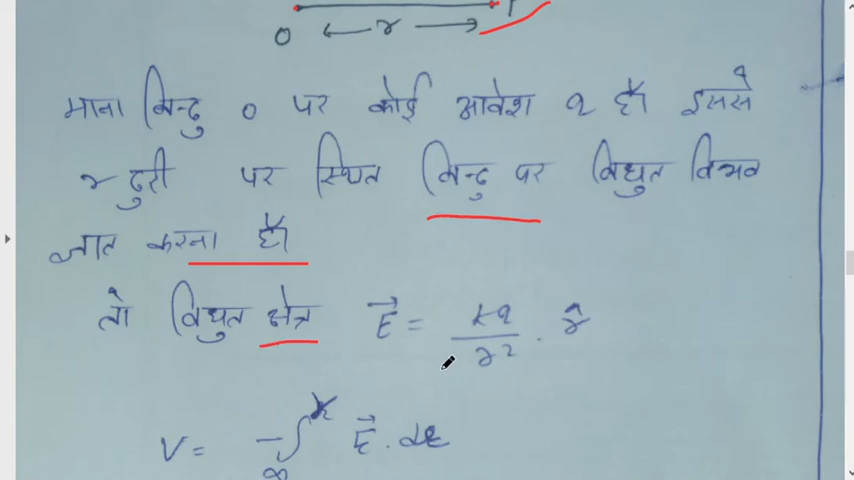 O ← r → P
माना बिन्दु O पर कोई आवेश q है। इससे
r दुरी पर स्थित बिन्दु पर विधुत विभव
ज्ञात करना है।
तो विधुत क्षेत्र E⃗ = kq/r² . r̂
V = -∫∞ʳ E⃗ . dr